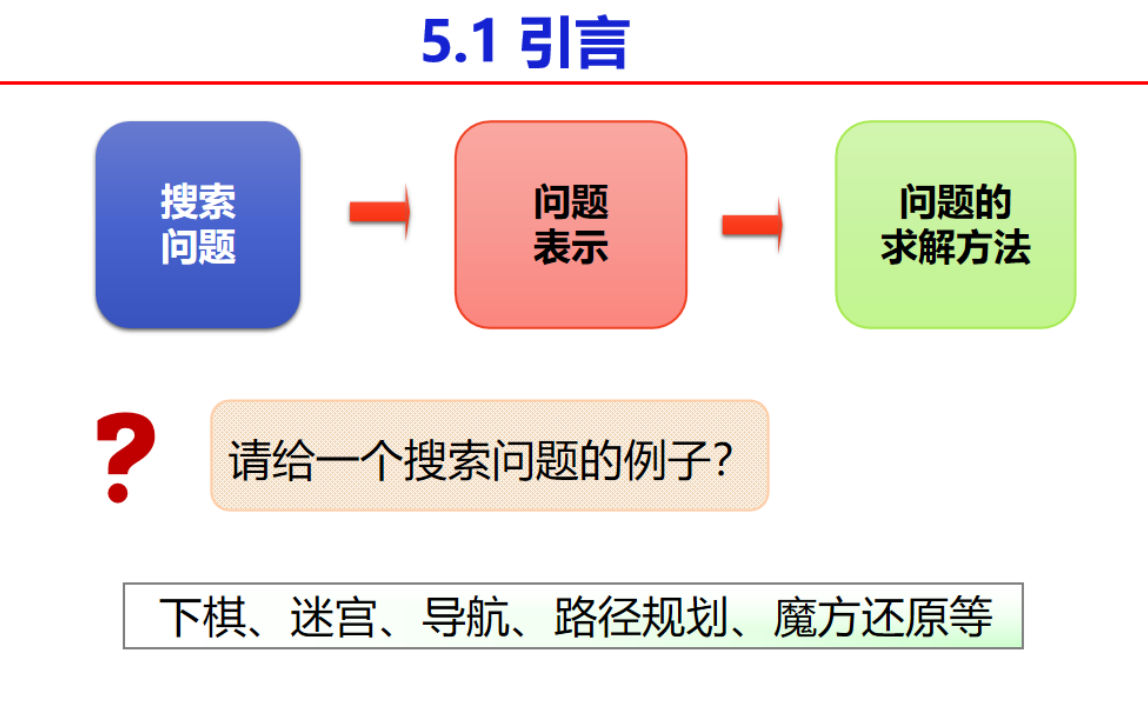 5.1 引言
搜索
问题
问题
表示
问题的
求解方法
?
请给一个搜索问题的例子?
下棋、迷宫、导航、路径规划、魔方还原等